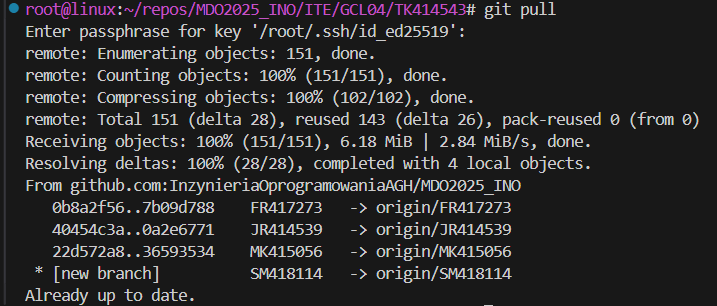 root@linux:~/repos/MDO2025_INO/ITE/GCL04/TK414543# git pull
Enter passphrase for key '/root/.ssh/id_ed25519':
remote: Enumerating objects: 151, done.
remote: Counting objects: 100% (151/151), done.
remote: Compressing objects: 100% (102/102), done.
remote: Total 151 (delta 28), reused 143 (delta 26), pack-reused 0 (from 0)
Receiving objects: 100% (151/151), 6.18 MiB | 2.84 MiB/s, done.
Resolving deltas: 100% (28/28), completed with 4 local objects.
From github.com:InzynieriaOprogramowaniaAGH/MDO2025_INO
   0b8a2f56..7b09d788    FR417273   -> origin/FR417273
   40454c3a..0a2e6771    JR414539   -> origin/JR414539
   22d572a8..36593534    MK415056   -> origin/MK415056
 * [new branch]          SM418114   -> origin/SM418114
Already up to date.